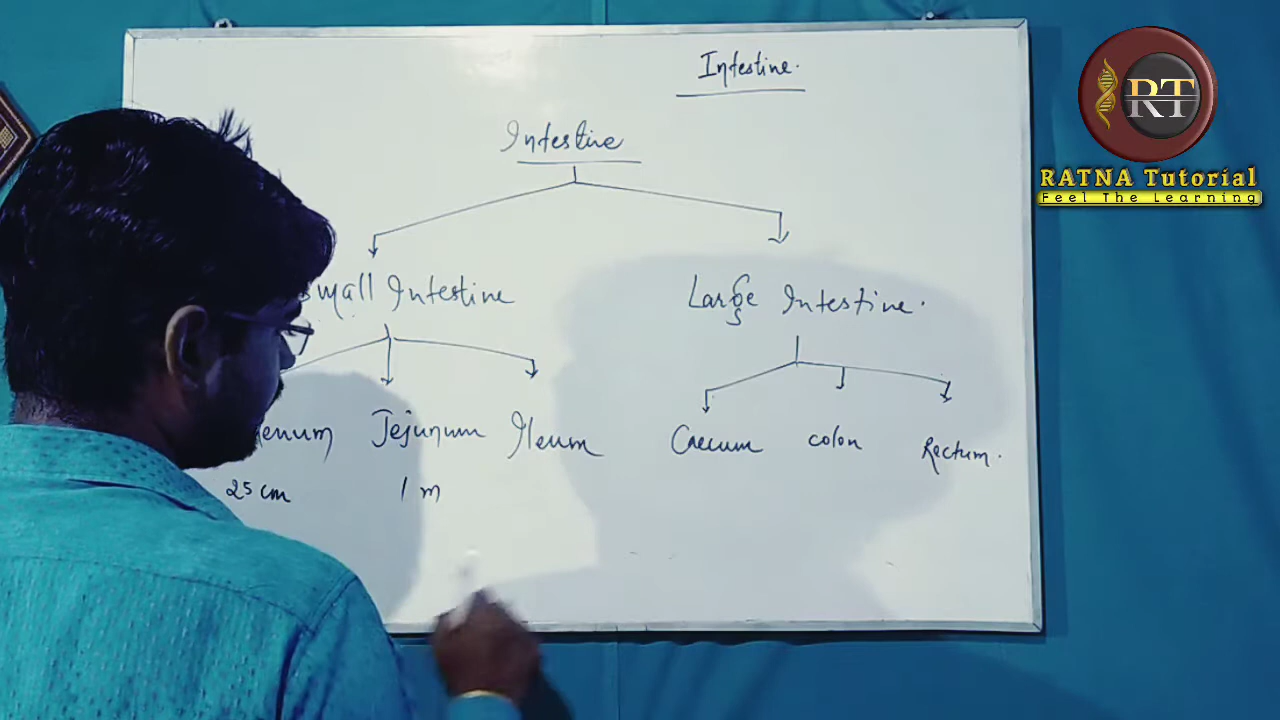 Intestine.
Intestine
Small Intestine
Large Intestine.
Jejunum
Ileum
Caecum
colon
Rectum.
25 cm
1 m
RT
RATNA Tutorial
Feel The Learning